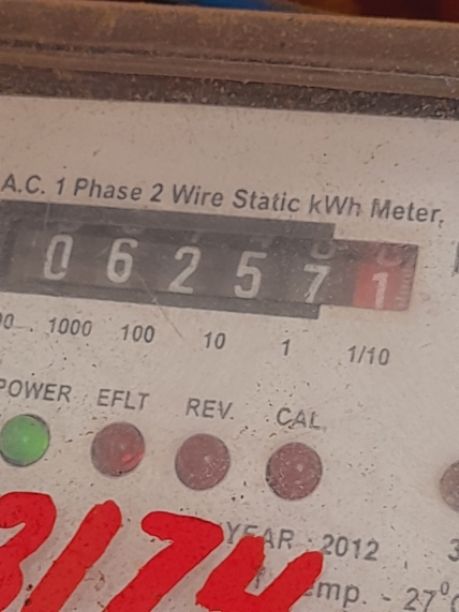 A.C. 1 Phase 2 Wire Static kWh Meter,
0 6 2 5 7 1
1000 100 10 1 1/10
POWER EFLT REV. CAL.
YEAR : 2012
3174
emp. - 27°